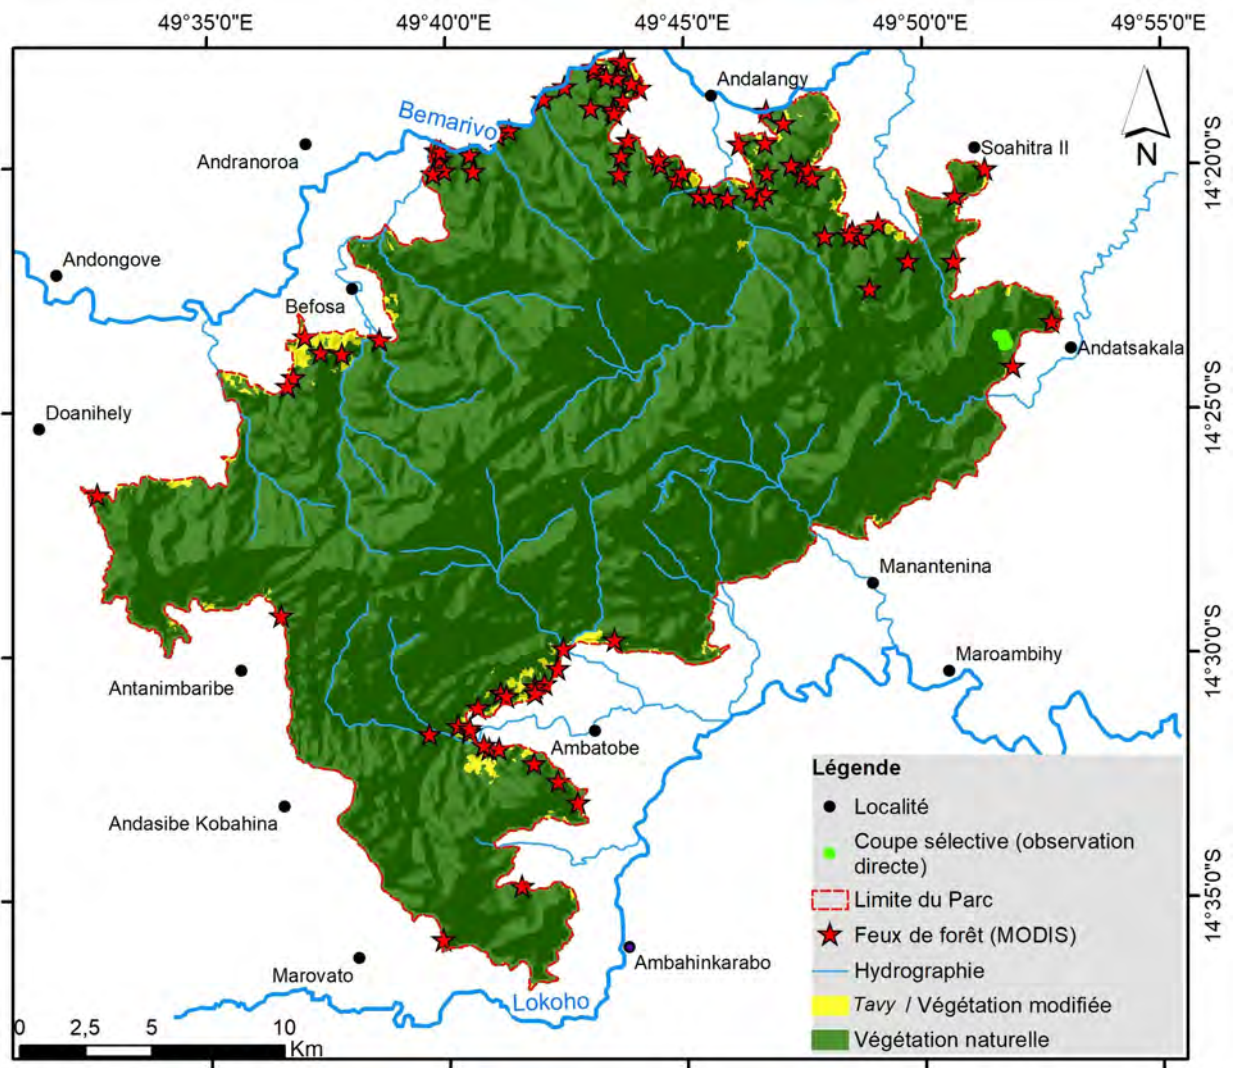 49°35'0"E
49°40'0"E
49°45'0"E
49°50'0"E
49°55'0"E
Andalangy
Bemarivo
Andranoroa
Soahitra II
N
14°20'0"S
Andongove
Befosa
Andatsakala
Doanihely
14°25'0"S
Manantenina
Maroambihy
14°30'0"S
Antanimbaribe
Ambatobe
Andasibe Kobahina
Légende
Localité
Coupe sélective (observation
directe)
Limite du Parc
Feux de forêt (MODIS)
Hydrographie
Tavy / Végétation modifiée
Végétation naturelle
14°35'0"S
Ambahinkarabo
Marovato
Lokoho
0 2,5 5 10
Km